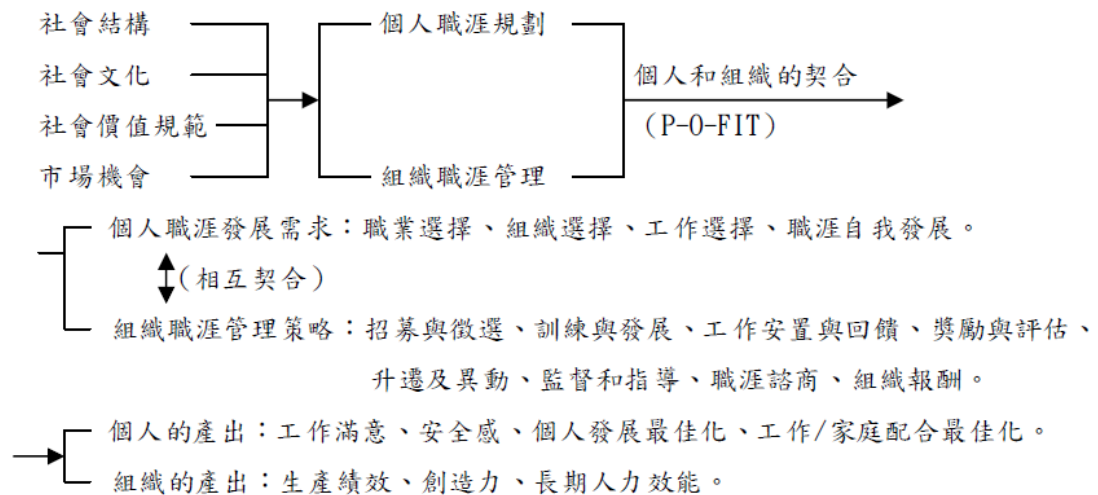 社會結構
社會文化
社會價值規範
市場機會
個人職涯規劃
組織職涯管理
個人和組織的契合
(P-O-FIT)
個人職涯發展需求：職業選擇、組織選擇、工作選擇、職涯自我發展。
(相互契合)
組織職涯管理策略：招募與徵選、訓練與發展、工作安置與回饋、獎勵與評估、
升遷及異動、監督和指導、職涯諮商、組織報酬。
個人的產出：工作滿意、安全感、個人發展最佳化、工作/家庭配合最佳化。
組織的產出：生產績效、創造力、長期人力效能。